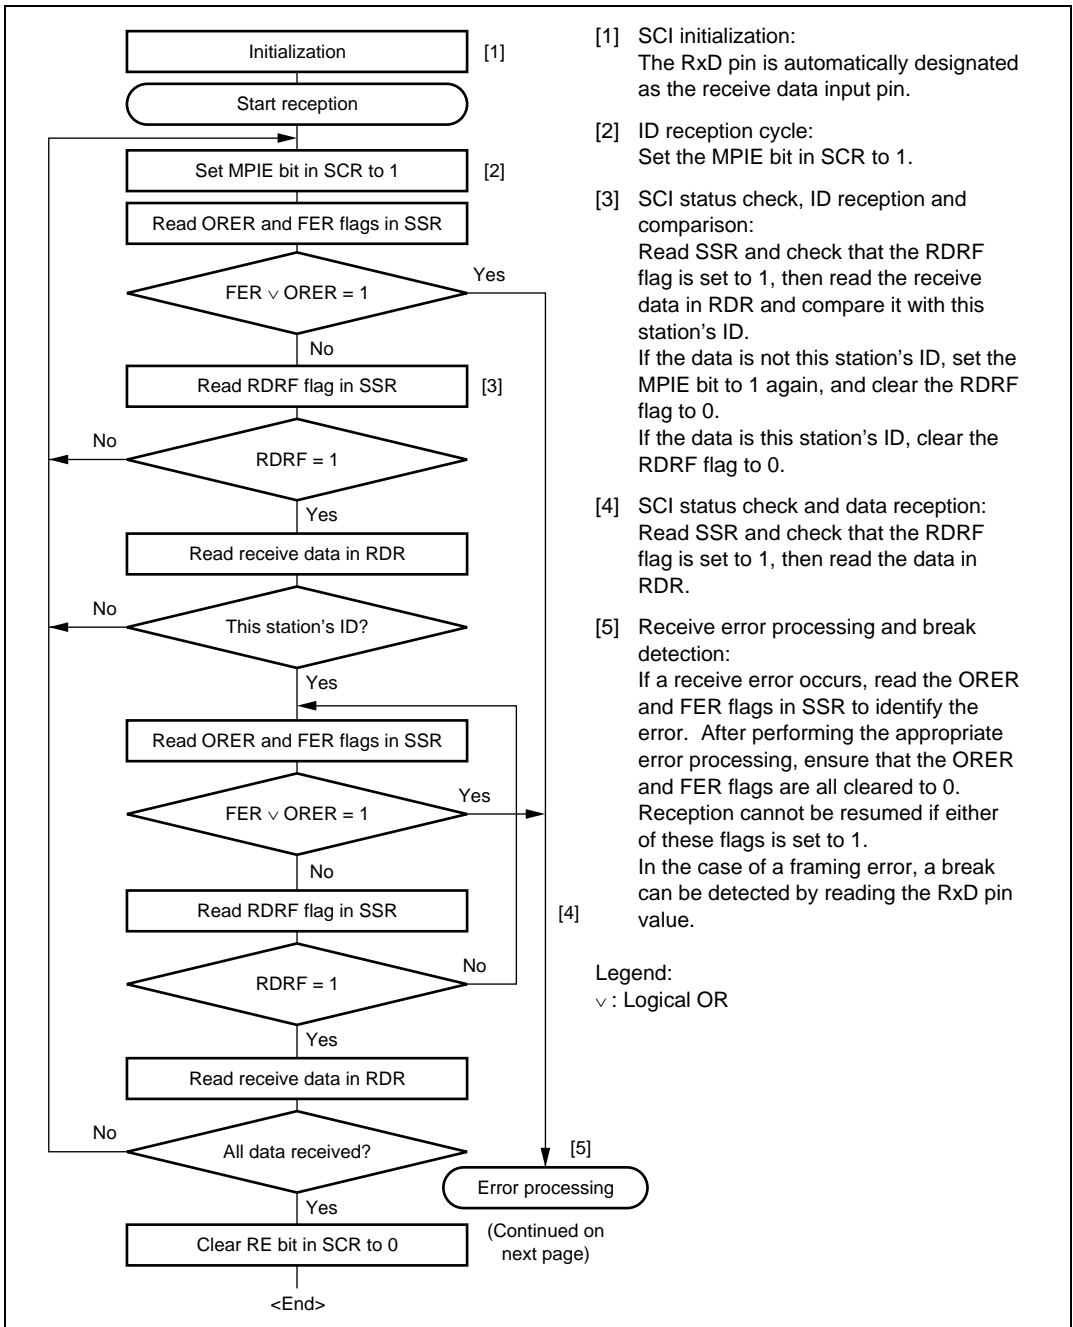 Initialization [1]
Start reception
Set MPIE bit in SCR to 1 [2]
Read ORER and FER flags in SSR
Yes
FER ∨ ORER = 1
No
Read RDRF flag in SSR [3]
No
RDRF = 1
Yes
Read receive data in RDR
No
This station's ID?
Yes
Read ORER and FER flags in SSR
Yes
FER ∨ ORER = 1
No
Read RDRF flag in SSR [4]
No
RDRF = 1
Yes
Read receive data in RDR
No
All data received?
[5]
Error processing
Yes
(Continued on
next page)
Clear RE bit in SCR to 0
<End>
[1] SCI initialization:
The RxD pin is automatically designated
as the receive data input pin.
[2] ID reception cycle:
Set the MPIE bit in SCR to 1.
[3] SCI status check, ID reception and
comparison:
Read SSR and check that the RDRF
flag is set to 1, then read the receive
data in RDR and compare it with this
station's ID.
If the data is not this station's ID, set the
MPIE bit to 1 again, and clear the RDRF
flag to 0.
If the data is this station's ID, clear the
RDRF flag to 0.
[4] SCI status check and data reception:
Read SSR and check that the RDRF
flag is set to 1, then read the data in
RDR.
[5] Receive error processing and break
detection:
If a receive error occurs, read the ORER
and FER flags in SSR to identify the
error. After performing the appropriate
error processing, ensure that the ORER
and FER flags are all cleared to 0.
Reception cannot be resumed if either
of these flags is set to 1.
In the case of a framing error, a break
can be detected by reading the RxD pin
value.
Legend:
∨ : Logical OR